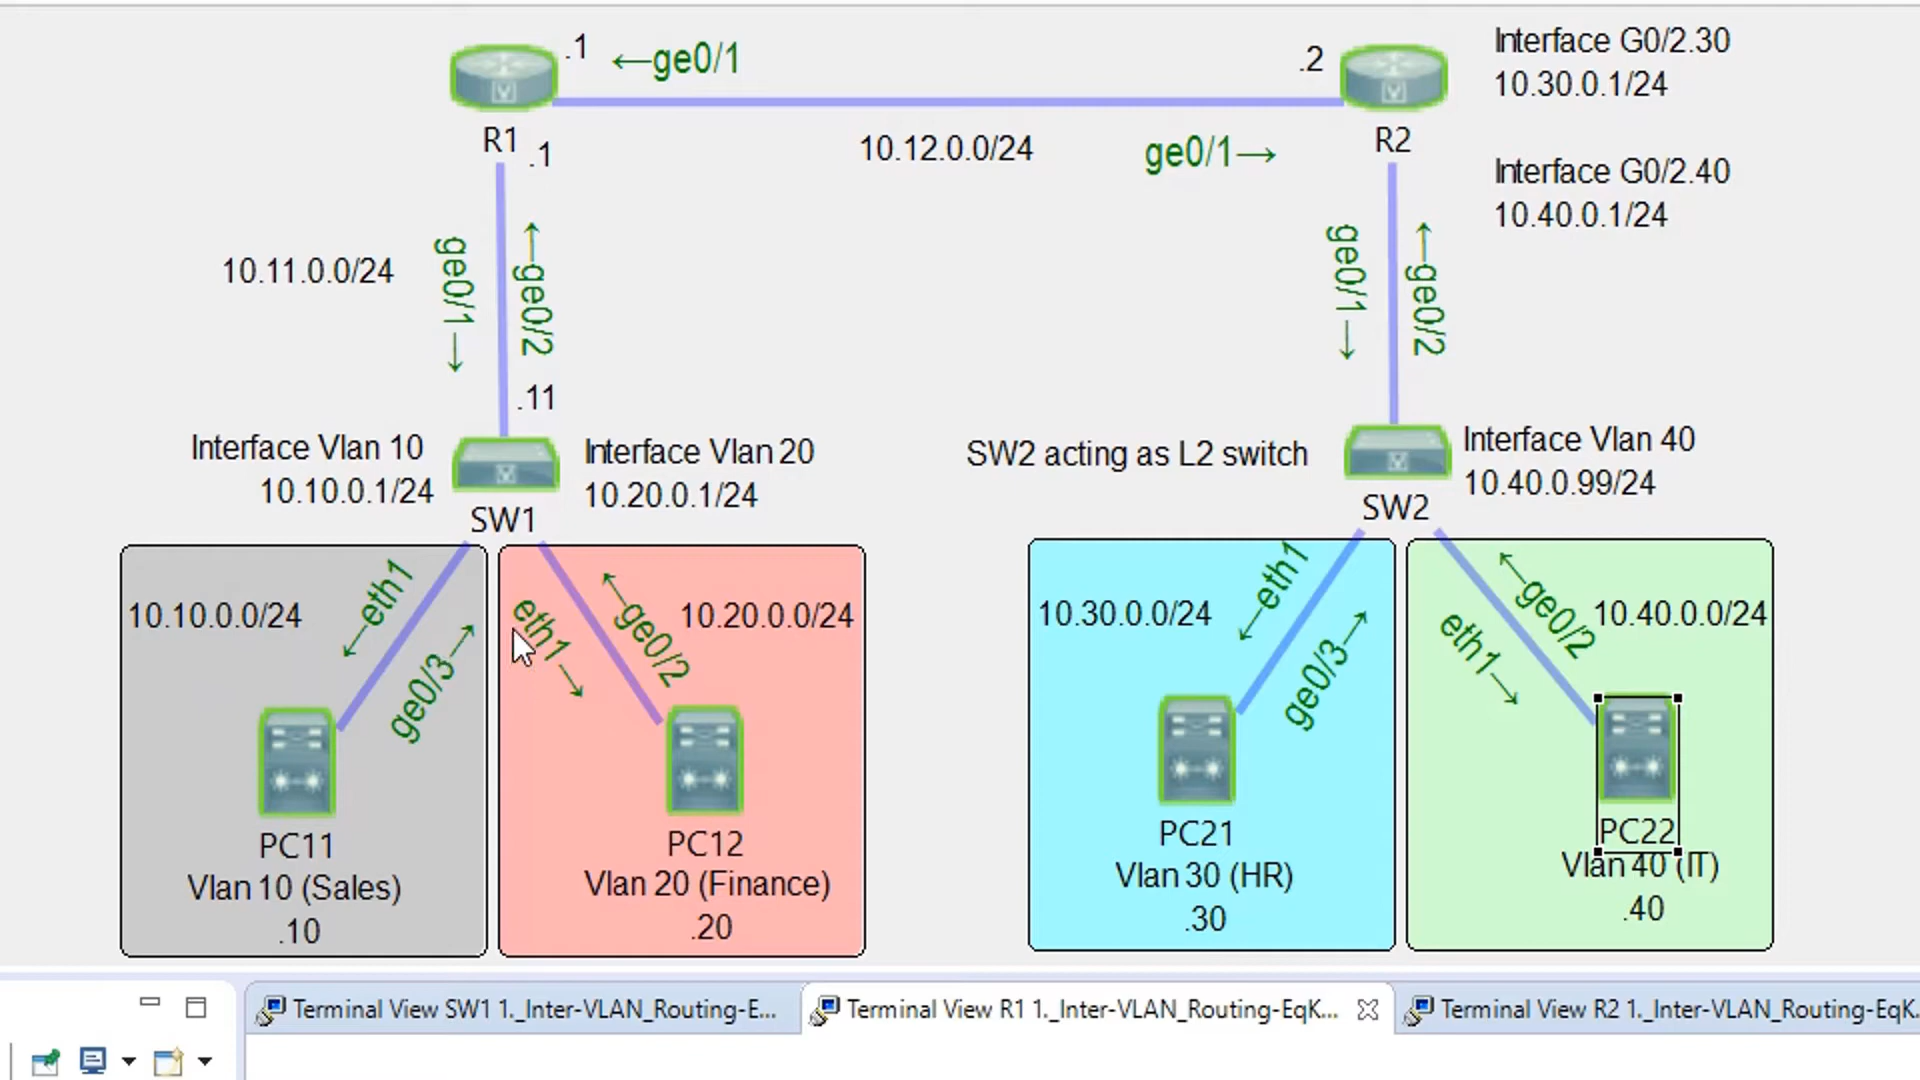 .1
←ge0/1
.2
Interface G0/2.30
10.30.0.1/24
R1
.1
10.12.0.0/24
ge0/1→
R2
Interface G0/2.40
10.40.0.1/24
10.11.0.0/24
ge0/1→
←ge0/2
ge0/1→
←ge0/2
.11
Interface Vlan 10
10.10.0.1/24
Interface Vlan 20
10.20.0.1/24
SW1
SW2 acting as L2 switch
Interface Vlan 40
10.40.0.99/24
SW2
10.10.0.0/24
←eth1
ge0/3→
eth1→
←ge0/2
10.20.0.0/24
10.30.0.0/24
←eth1
ge0/3→
eth1→
←ge0/2
10.40.0.0/24
PC11
Vlan 10 (Sales)
.10
PC12
Vlan 20 (Finance)
.20
PC21
Vlan 30 (HR)
.30
PC22
Vlan 40 (IT)
.40
Terminal View SW1 1._Inter-VLAN_Routing-E...
Terminal View R1 1._Inter-VLAN_Routing-EqK...
Terminal View R2 1._Inter-VLAN_Routing-EqK.